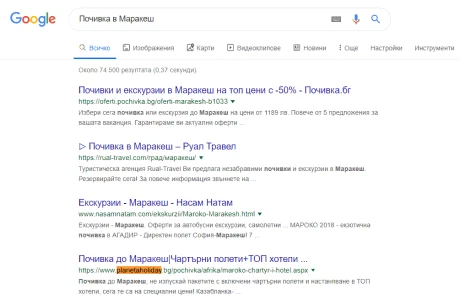 Google
Почивка в Маракеш
Всичко Изображения Карти Видеоклипове Новини Още Настройки Инструменти
Около 74 500 резултата (0,37 секунди)
Почивки и екскурзии в Маракеш на топ цени с -50% - Почивка.бг
https://oferti.pochivka.bg/oferti-marakesh-b1033
Избери сега почивка или екскурзия до Маракеш на цени от 1189 лв. Повече от 5 предложения за
вашата ваканция. Гарантираме ви актуални оферти ...
▷ Почивка в Маракеш – Руал Травел
https://rual-travel.com/град/маракеш/
Туристическа агенция Rual-Travel Ви предлага незабравими почивки и екскурзии в Маракеш.
Резервирайте сега! За повече информация звъннете на ...
Екскурзии - Маракеш - Насам Натам
www.nasamnatam.com/ekskurzii/Maroko-Marakesh.html
Екскурзии - Маракеш. Оферти за автобусни екскурзии, самолетни ... МАРОКО 2018 - екзотична
почивка в АГАДИР - Директен полет София-Маракеш! 7 ...
Почивка до Маракеш|Чартърни полети+ТОП хотели ...
https://www.planetaholiday.bg/pochivka/afrika/maroko-chartyr-i-hotel.aspx
Почивка до Маракеш, не изпускай пакетите с включени чартърни полети и настаняване в ТОП
хотели, сега те са на специални цени! Казабланка- ...